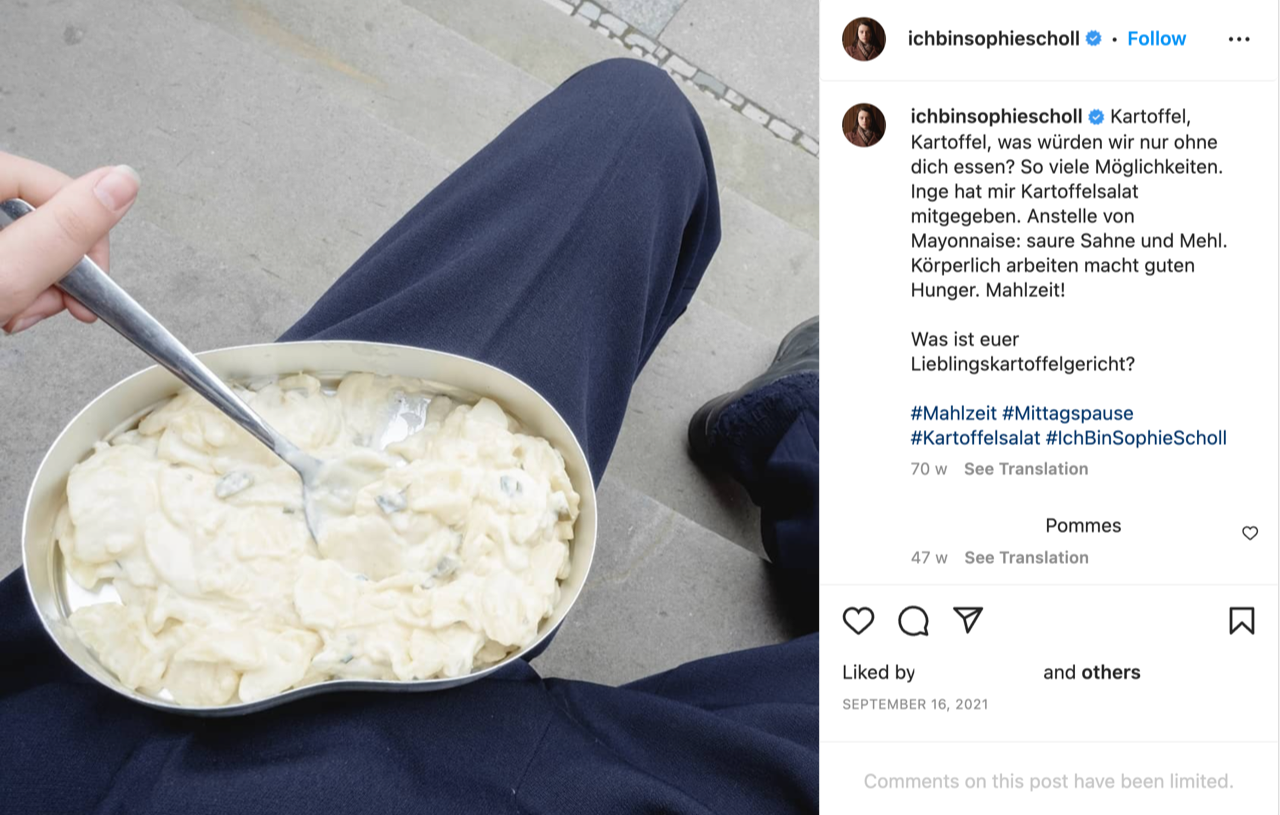 ichbinsophiescholl • Follow
ichbinsophiescholl Kartoffel,
Kartoffel, was würden wir nur ohne
dich essen? So viele Möglichkeiten.
Inge hat mir Kartoffelsalat
mitgegeben. Anstelle von
Mayonnaise: saure Sahne und Mehl.
Körperlich arbeiten macht guten
Hunger. Mahlzeit!
Was ist euer
Lieblingskartoffelgericht?
#Mahlzeit #Mittagspause
#Kartoffelsalat #IchBinSophieScholl
70 w See Translation
Pommes
47 w See Translation
Liked by and others
SEPTEMBER 16, 2021
Comments on this post have been limited.